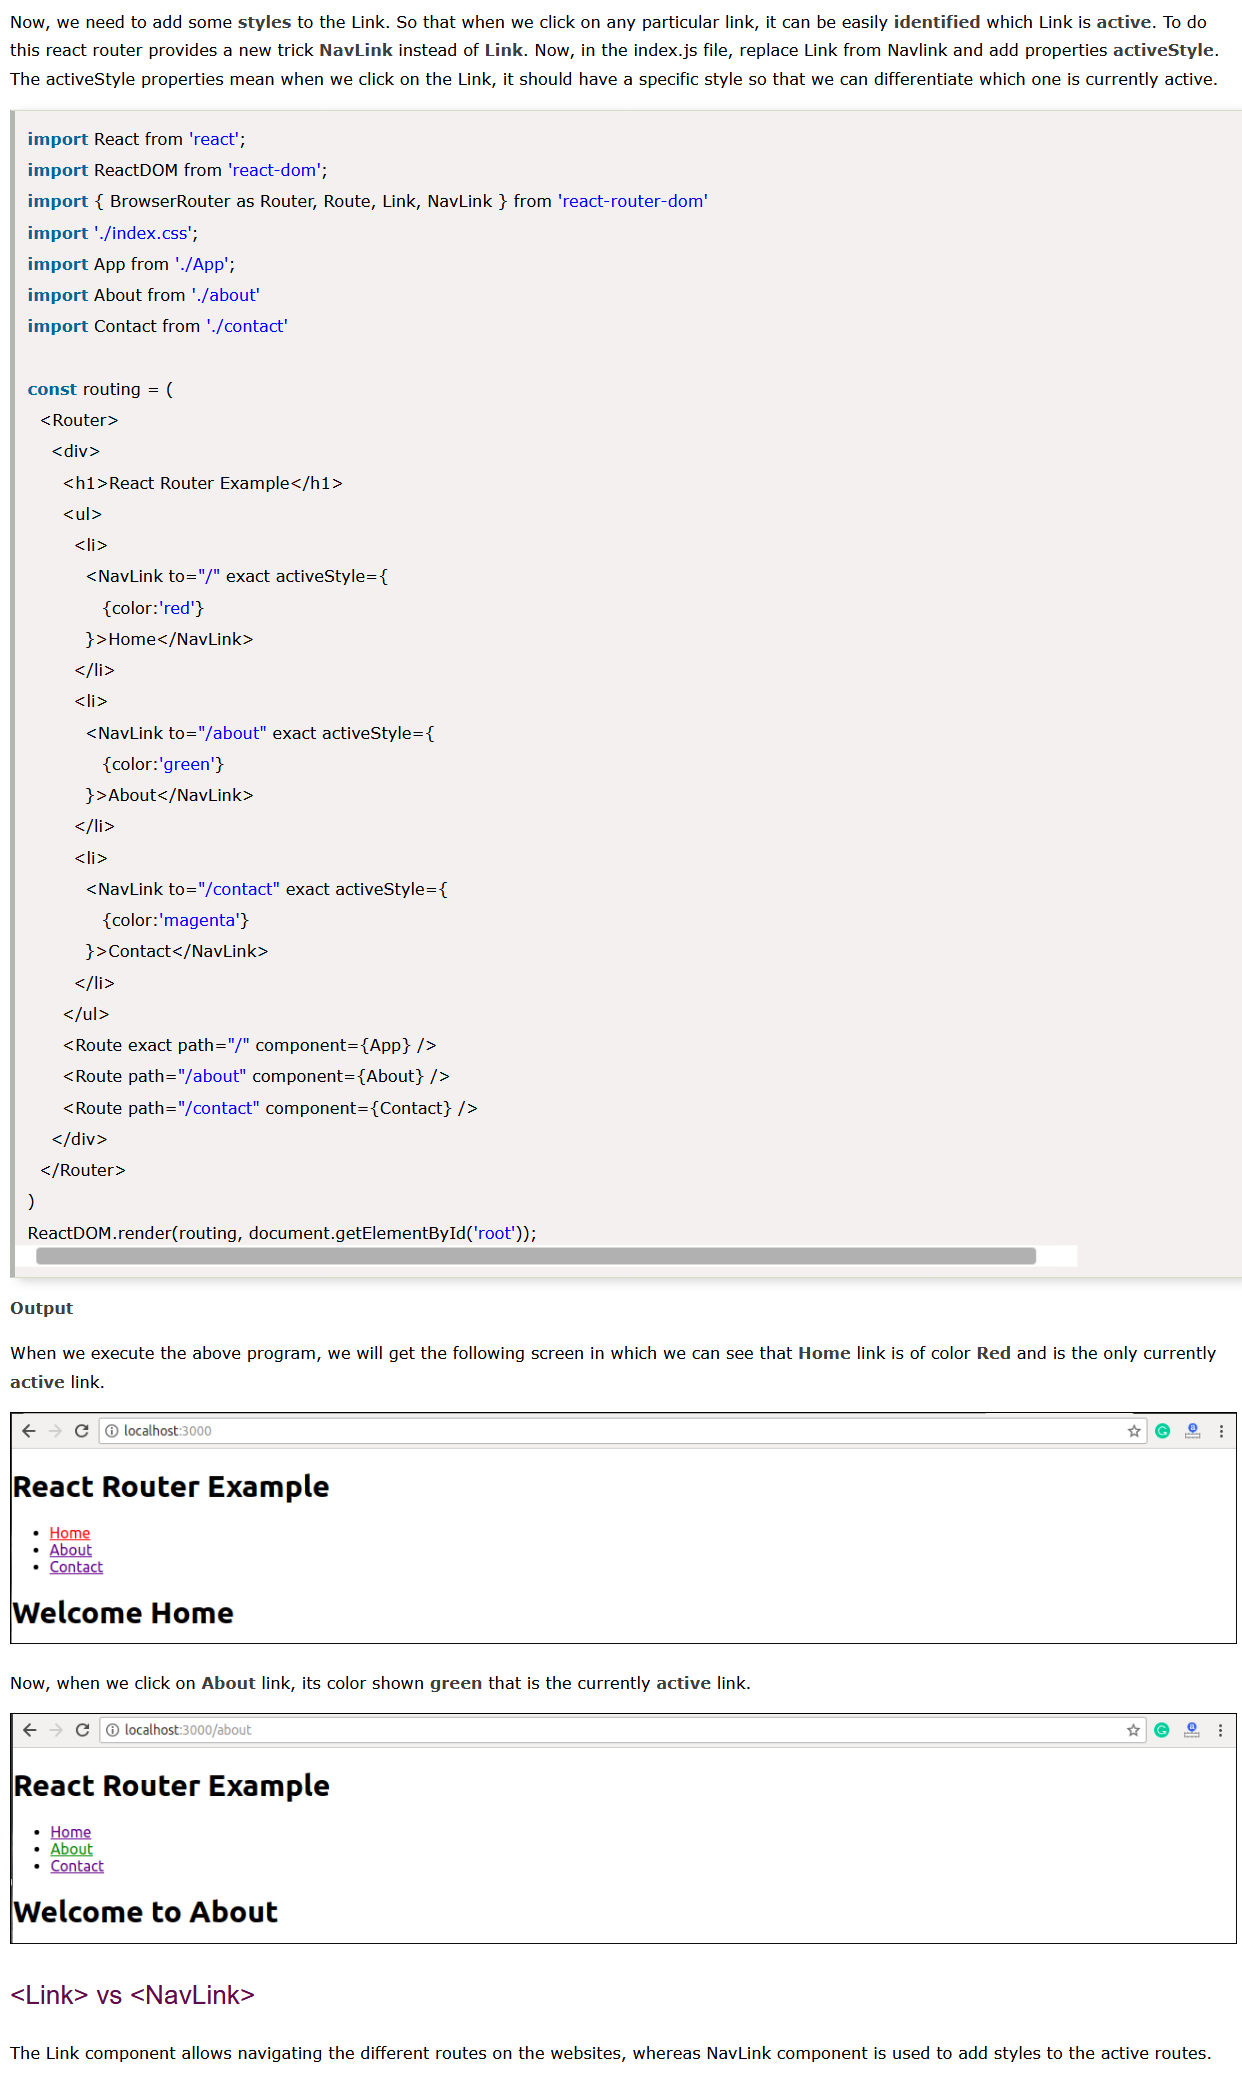 Now, we need to add some styles to the Link. So that when we click on any particular link, it can be easily identified which Link is active. To do
this react router provides a new trick NavLink instead of Link. Now, in the index.js file, replace Link from Navlink and add properties activeStyle.
The activeStyle properties mean when we click on the Link, it should have a specific style so that we can differentiate which one is currently active.
import React from 'react';
import ReactDOM from 'react-dom';
import { BrowserRouter as Router, Route, Link, NavLink } from 'react-router-dom'
import './index.css';
import App from './App';
import About from './about'
import Contact from './contact'
const routing = (
<Router>
<div>
<h1>React Router Example</h1>
<ul>
<li>
<NavLink to="/" exact activeStyle={
{color:'red'}
}>Home</NavLink>
</li>
<li>
<NavLink to="/about" exact activeStyle={
{color:'green'}
}>About</NavLink>
</li>
<li>
<NavLink to="/contact" exact activeStyle={
{color:'magenta'}
}>Contact</NavLink>
</li>
</ul>
<Route exact path="/" component={App} />
<Route path="/about" component={About} />
<Route path="/contact" component={Contact} />
</div>
</Router>
)
ReactDOM.render(routing, document.getElementById('root'));
Output
When we execute the above program, we will get the following screen in which we can see that Home link is of color Red and is the only currently
active link.
localhost:3000
React Router Example
• Home
• About
• Contact
Welcome Home
Now, when we click on About link, its color shown green that is the currently active link.
localhost:3000/about
React Router Example
• Home
• About
• Contact
Welcome to About
<Link> vs <NavLink>
The Link component allows navigating the different routes on the websites, whereas NavLink component is used to add styles to the active routes.